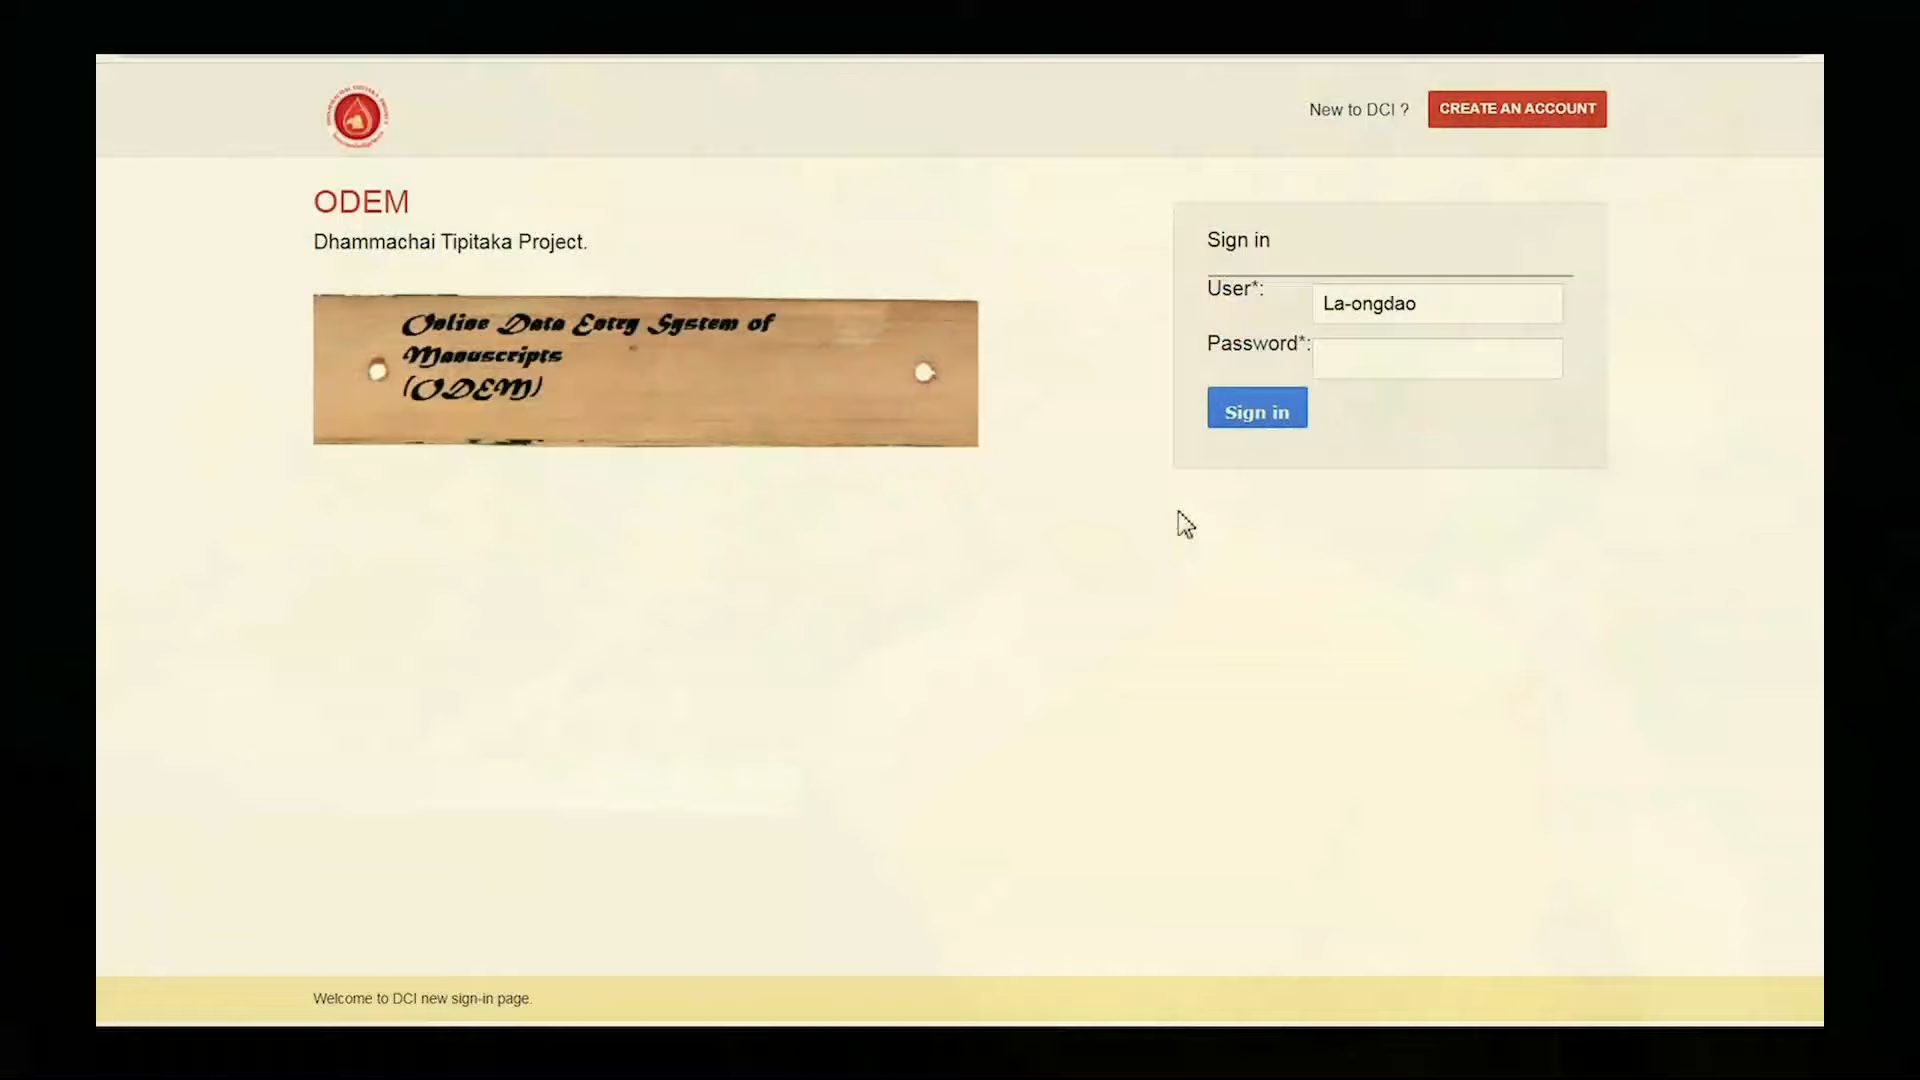 New to DCI ?
CREATE AN ACCOUNT
ODEM
Dhammachai Tipitaka Project.
Online Data Entry System of
Manuscripts
(ODEM)
Sign in
User*:
La-ongdao
Password*:
Sign in
Welcome to DCI new sign-in page.